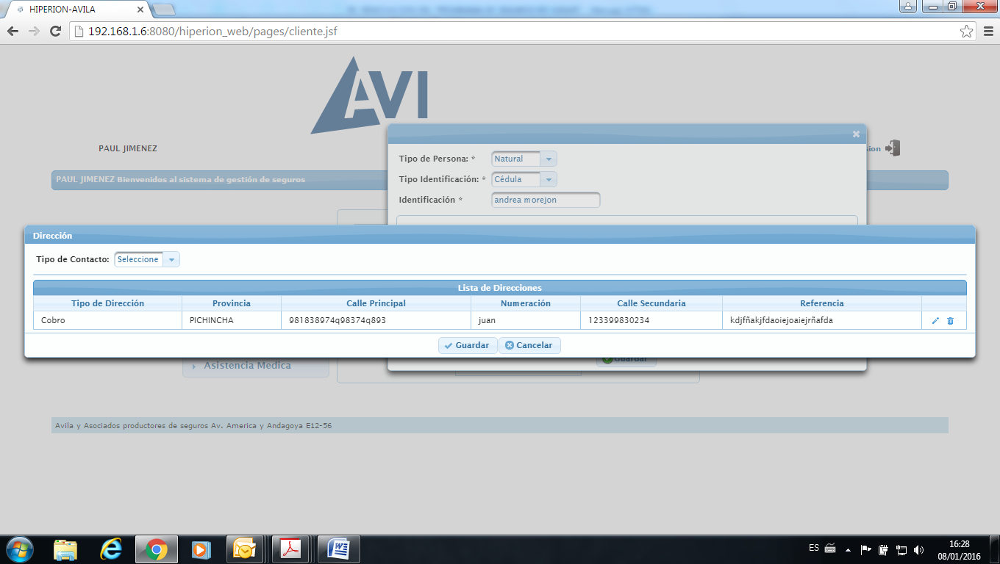 HIPERION-AVILA
192.168.1.6:8080/hiperion_web/pages/cliente.jsf
AVI
PAUL JIMENEZ
sion
PAUL JIMENEZ Bienvenidos al sistema de gestión de seguros
Tipo de Persona: * Natural
Tipo Identificación: * Cédula
Identificación * andrea morejon
Dirección
Tipo de Contacto: Seleccione
Lista de Direcciones
Tipo de Dirección Provincia Calle Principal Numeración Calle Secundaria Referencia
Cobro PICHINCHA 981838974q98374q893 juan 123399830234 kdjfñakjfdaoiejoaiejrñafda
Guardar Cancelar
Guardar
Asistencia Medica
Avila y Asociados productores de seguros Av. America y Andagoya E12-56
ES 16:28
08/01/2016